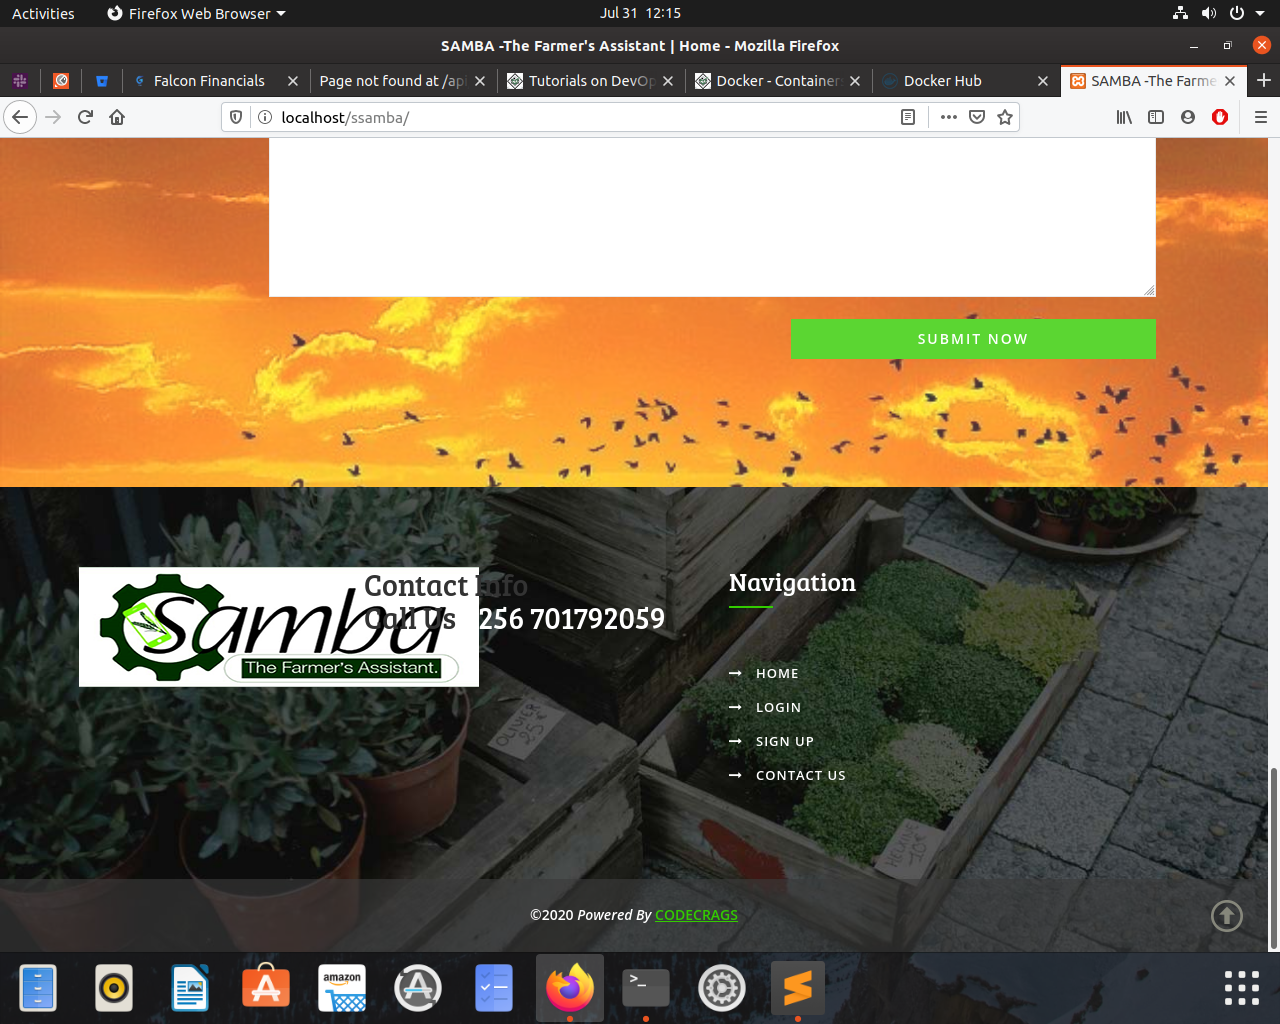 Activities
Firefox Web Browser
Jul 31 12:15
SAMBA -The Farmer's Assistant | Home - Mozilla Firefox
Falcon Financials
Page not found at /api
Tutorials on DevOp
Docker - Container
Docker Hub
SAMBA -The Farme
localhost/ssamba/
SUBMIT NOW
Samba
The Farmer's Assistant.
Contact Info
Call Us 256 701792059
Navigation
HOME
LOGIN
SIGN UP
CONTACT US
OLIVIER
25€
©2020 Powered By CODECRAGS
amazon
>_